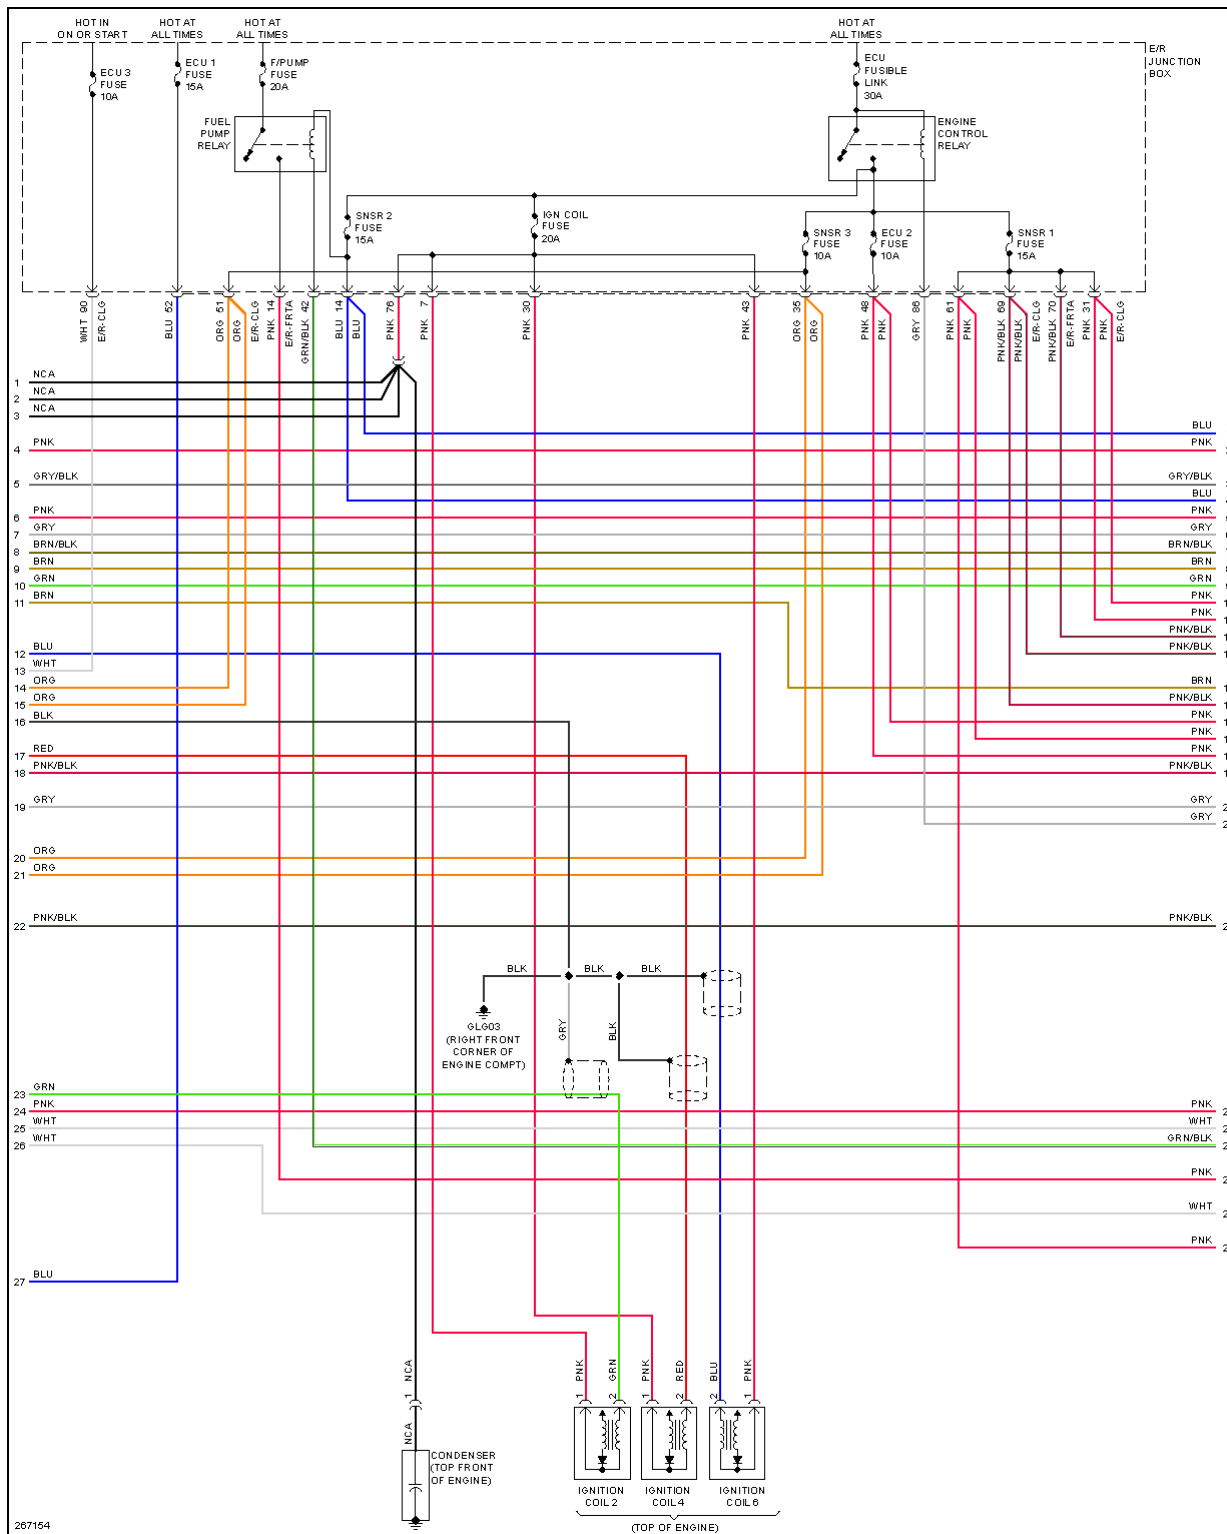 HOT IN
ON OR START
HOT AT
ALL TIMES
HOT AT
ALL TIMES
HOT AT
ALL TIMES
E/R
JUNCTION
BOX
ECU 3
FUSE
10A
ECU 1
FUSE
15A
F/PUMP
FUSE
20A
ECU
FUSIBLE
LINK
30A
FUEL
PUMP
RELAY
ENGINE
CONTROL
RELAY
SNSR 2
FUSE
15A
IGN COIL
FUSE
20A
SNSR 3
FUSE
10A
ECU 2
FUSE
10A
SNSR 1
FUSE
15A
WHT 90
E/R-CLG
BLU 52
ORG 51
ORG
E/R-CLG
PNK 14
E/R-FRTA
GRN/BLK 42
BLU 14
BLU
PNK 76
PNK 7
PNK 30
PNK 43
ORG 35
ORG
PNK 48
PNK
GRY 86
PNK 61
PNK
PNK/BLK 69
PNK/BLK
E/R-CLG
PNK/BLK 70
E/R-FRTA
PNK 31
PNK
E/R-CLG
1 NCA
2 NCA
3 NCA
BLU
4 PNK PNK
5 GRY/BLK GRY/BLK
BLU
6 PNK PNK
7 GRY GRY
8 BRN/BLK BRN/BLK
9 BRN BRN
10 GRN GRN
11 BRN PNK
PNK
PNK/BLK
12 BLU PNK/BLK
13 WHT
14 ORG BRN
15 ORG PNK/BLK
16 BLK PNK
PNK
17 RED PNK
18 PNK/BLK PNK/BLK
19 GRY GRY
GRY
20 ORG
21 ORG
22 PNK/BLK PNK/BLK
BLK BLK BLK
GLG03
(RIGHT FRONT
CORNER OF
ENGINE COMPT)
GRY
BLK
23 GRN
24 PNK PNK
25 WHT WHT
26 WHT GRN/BLK
PNK
WHT
PNK
27 BLU
1 NCA
1 PNK
2 GRN
1 PNK
2 RED
2 BLU
1 PNK
NCA
CONDENSER
(TOP FRONT
OF ENGINE)
IGNITION
COIL 2
IGNITION
COIL 4
IGNITION
COIL 6
(TOP OF ENGINE)
267154